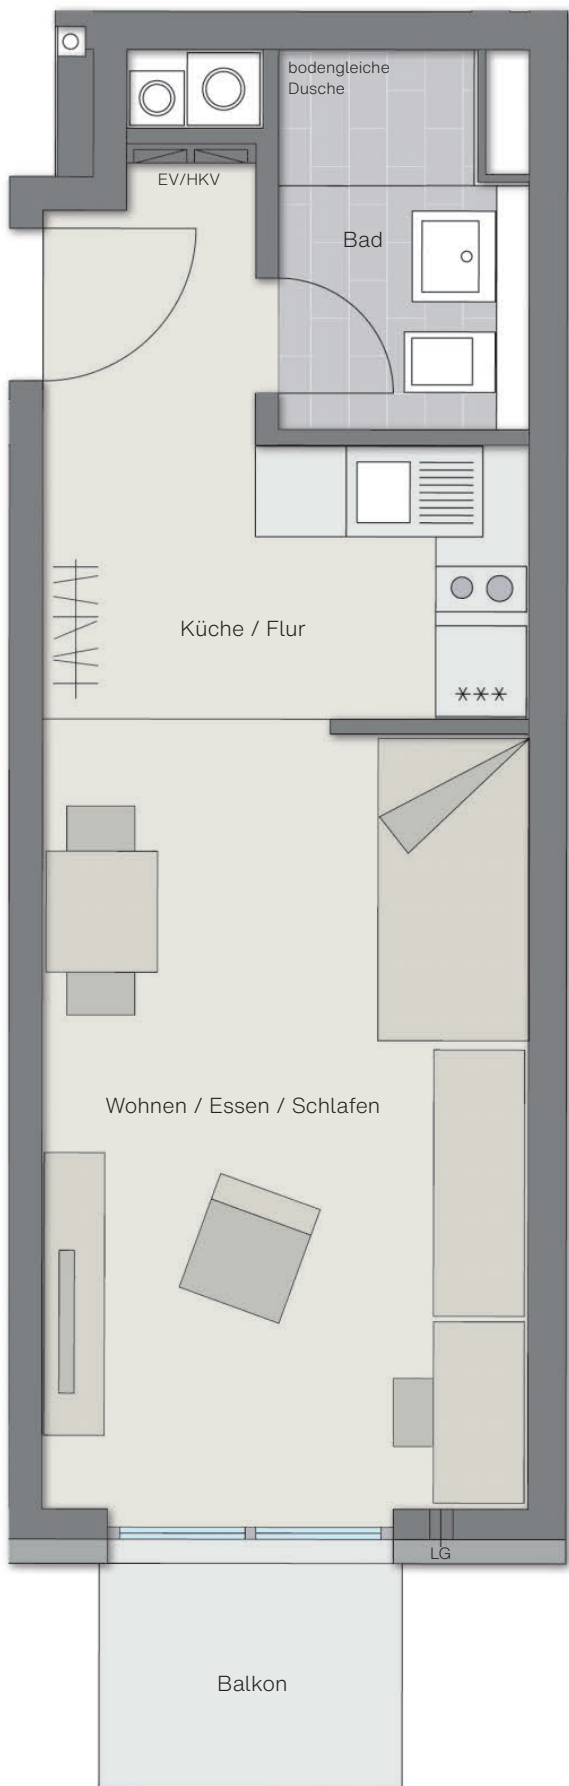 bodengleiche
Dusche
EV/HKV
Bad
Küche / Flur
***
Wohnen / Essen / Schlafen
LG
Balkon